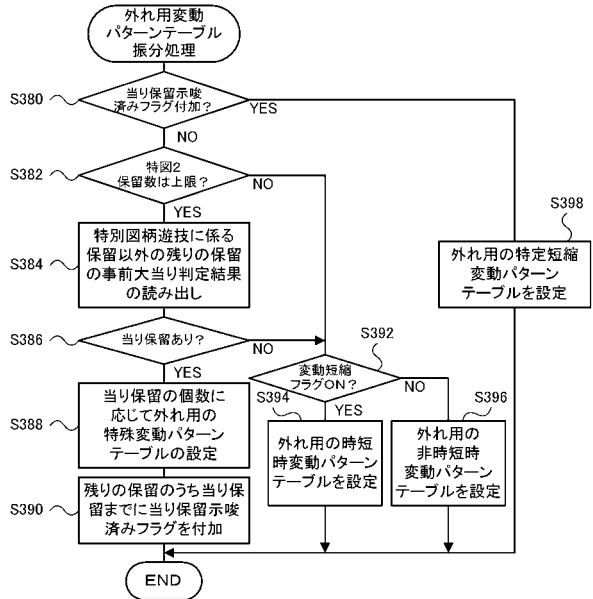 外れ用変動
パターンテーブル
振分処理
S380
当り保留示唆
済みフラグ付加？
YES
NO
S382
特図2
保留数は上限？
NO
YES
S384
特別図柄遊技に係る
保留以外の残りの保留
の事前大当り判定結果
の読み出し
S398
外れ用の特定短縮
変動パターン
テーブルを設定
S386
当り保留あり？
NO
YES
S392
変動短縮
フラグON？
NO
YES
S388
当り保留の個数に
応じて外れ用の
特殊変動パターン
テーブルの設定
S394
外れ用の時短
時変動パターン
テーブルを設定
S396
外れ用の
非時短時
変動パターン
テーブルを設定
S390
残りの保留のうち当り保
留までに当り保留示唆
済みフラグを付加
END